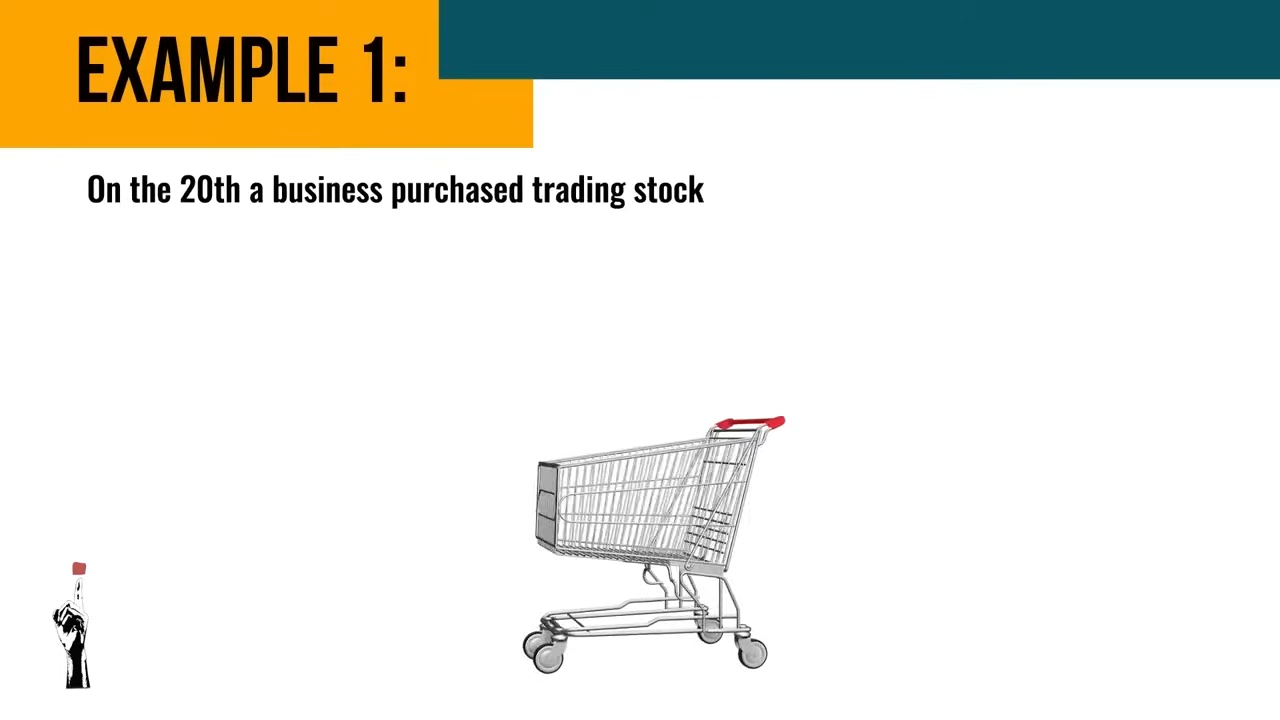 EXAMPLE 1:
On the 20th a business purchased trading stock